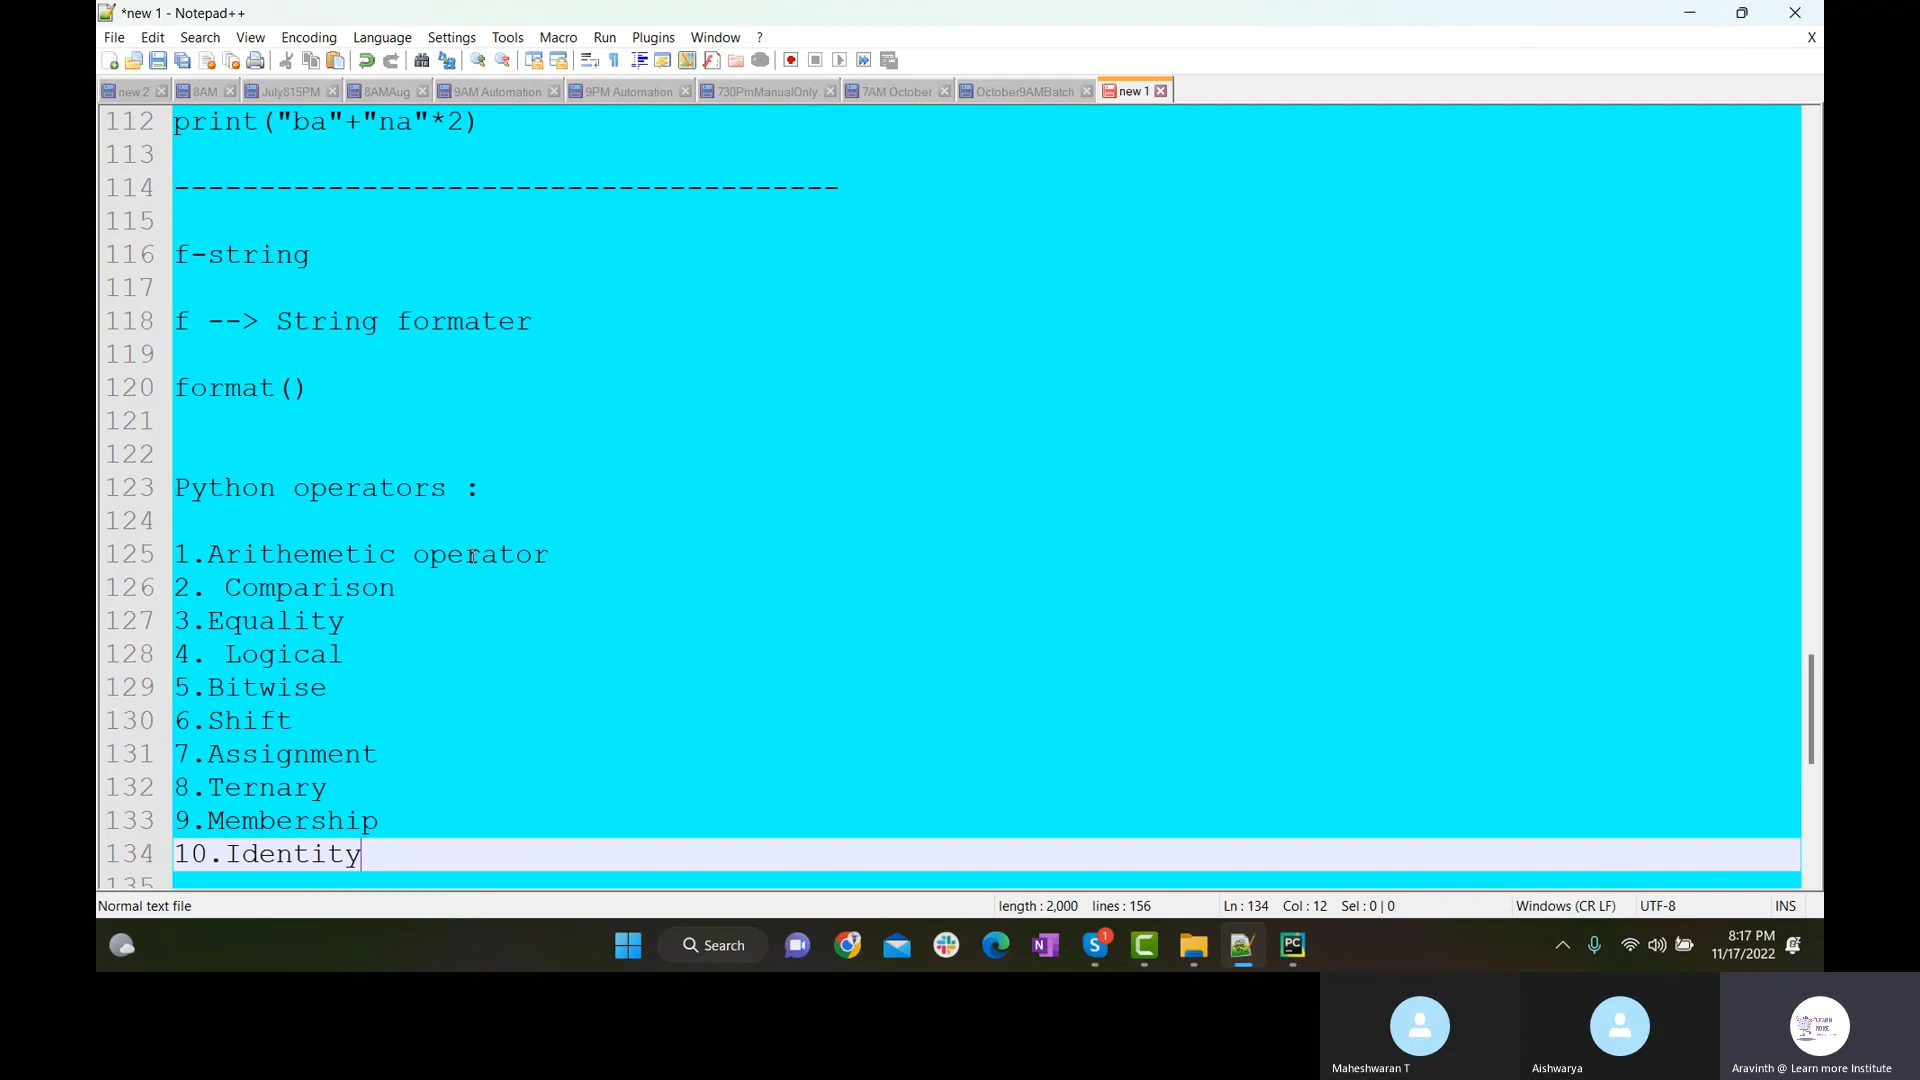 *new 1 - Notepad++
File Edit Search View Encoding Language Settings Tools Macro Run Plugins Window ? X
new 2 8AM July815PM 8AMAug 9AM Automation 9PM Automation 730PmManualOnly 7AM October October9AMBatch new 1
112 print("ba"+"na"*2)
113
114 ---------------------------------------
115
116 f-string
117
118 f --> String formater
119
120 format()
121
122
123 Python operators :
124
125 1.Arithemetic operator
126 2. Comparison
127 3.Equality
128 4. Logical
129 5.Bitwise
130 6.Shift
131 7.Assignment
132 8.Ternary
133 9.Membership
134 10.Identity
135
Normal text file length : 2,000 lines : 156 Ln : 134 Col : 12 Sel : 0 | 0 Windows (CR LF) UTF-8 INS
Search 1 PC 8:17 PM
11/17/2022
LEARN
MORE
Maheshwaran T Aishwarya Aravinth @ Learn more Institute